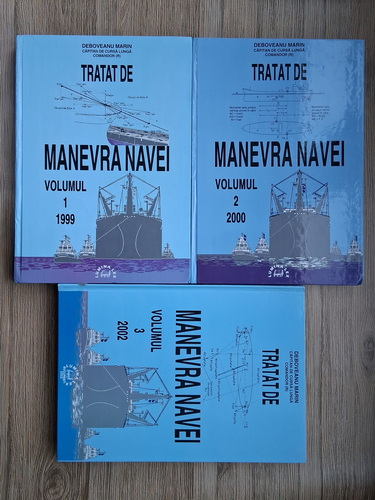 DEBOVEANU MARIN
CĂPITAN DE CURSĂ LUNGĂ
COMANDOR (R)
TRATAT DE
MANEVRA NAVEI
VOLUMUL
1
1999
DEBOVEANU MARIN
CĂPITAN DE CURSĂ LUNGĂ
COMANDOR (R)
TRATAT DE
MANEVRA NAVEI
VOLUMUL
2
2000
DEBOVEANU MARIN
CĂPITAN DE CURSĂ LUNGĂ
COMANDOR (R)
TRATAT DE
MANEVRA NAVEI
VOLUMUL
3
2002